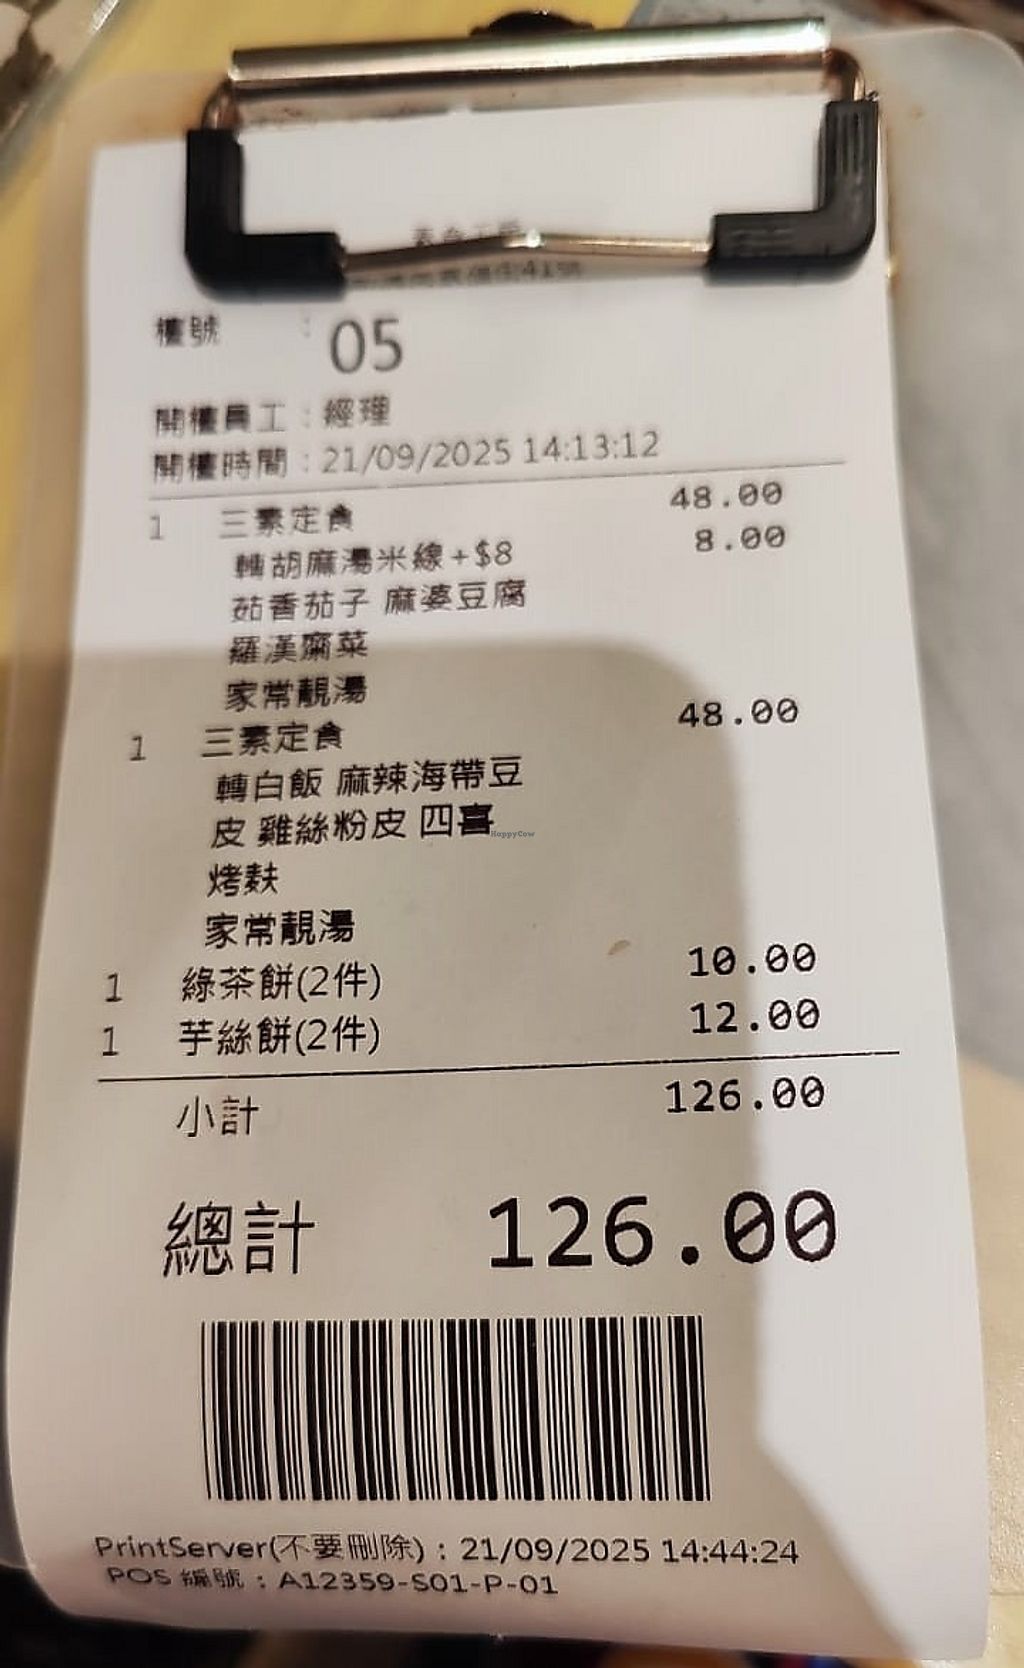 檯號 : 05
開檯員工 : 經理
開檯時間 : 21/09/2025 14:13:12
1 三素定食 48.00
轉胡麻湯米線+$8 8.00
茹香茄子 麻婆豆腐
羅漢齋菜
家常靚湯
1 三素定食 48.00
轉白飯 麻辣海帶豆
皮 雞絲粉皮 四喜
烤麩
家常靚湯
1 綠茶餅(2件) 10.00
1 芋絲餅(2件) 12.00
小計 126.00
總計 126.00
PrintServer(不要刪除) : 21/09/2025 14:44:24
POS 編號 : A12359-S01-P-01
HappyCow